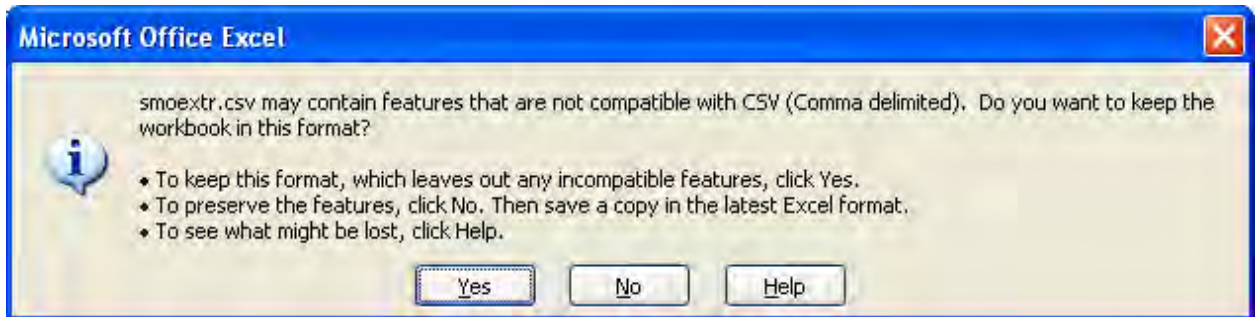 Microsoft Office Excel
smoextr.csv may contain features that are not compatible with CSV (Comma delimited).  Do you want to keep the
workbook in this format?
• To keep this format, which leaves out any incompatible features, click Yes.
• To preserve the features, click No. Then save a copy in the latest Excel format.
• To see what might be lost, click Help.
Yes No Help